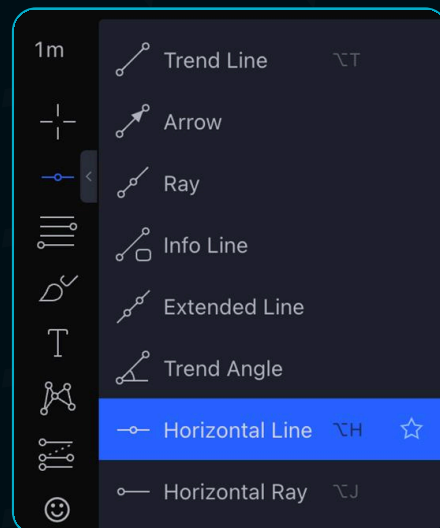 1m
Trend Line ⌥T
Arrow
Ray
Info Line
Extended Line
Trend Angle
Horizontal Line ⌥H
Horizontal Ray ⌥J
T